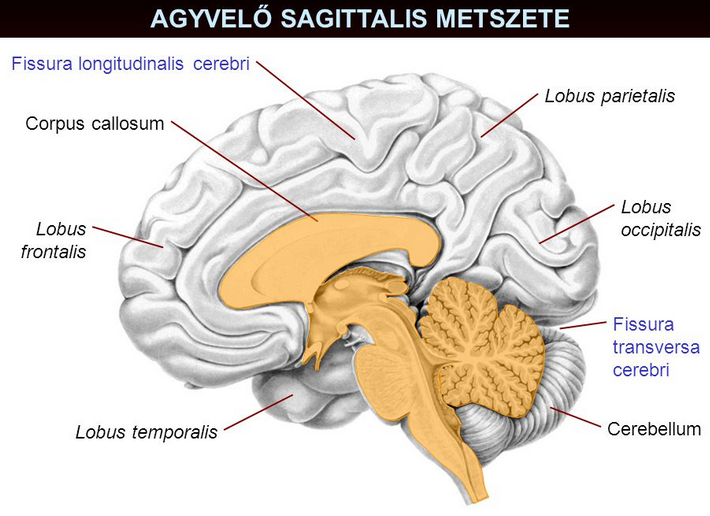 AGYVELŐ SAGITTALIS METSZETE
Fissura longitudinalis cerebri
Lobus parietalis
Corpus callosum
Lobus
occipitalis
Lobus
frontalis
Fissura
transversa
cerebri
Lobus temporalis
Cerebellum